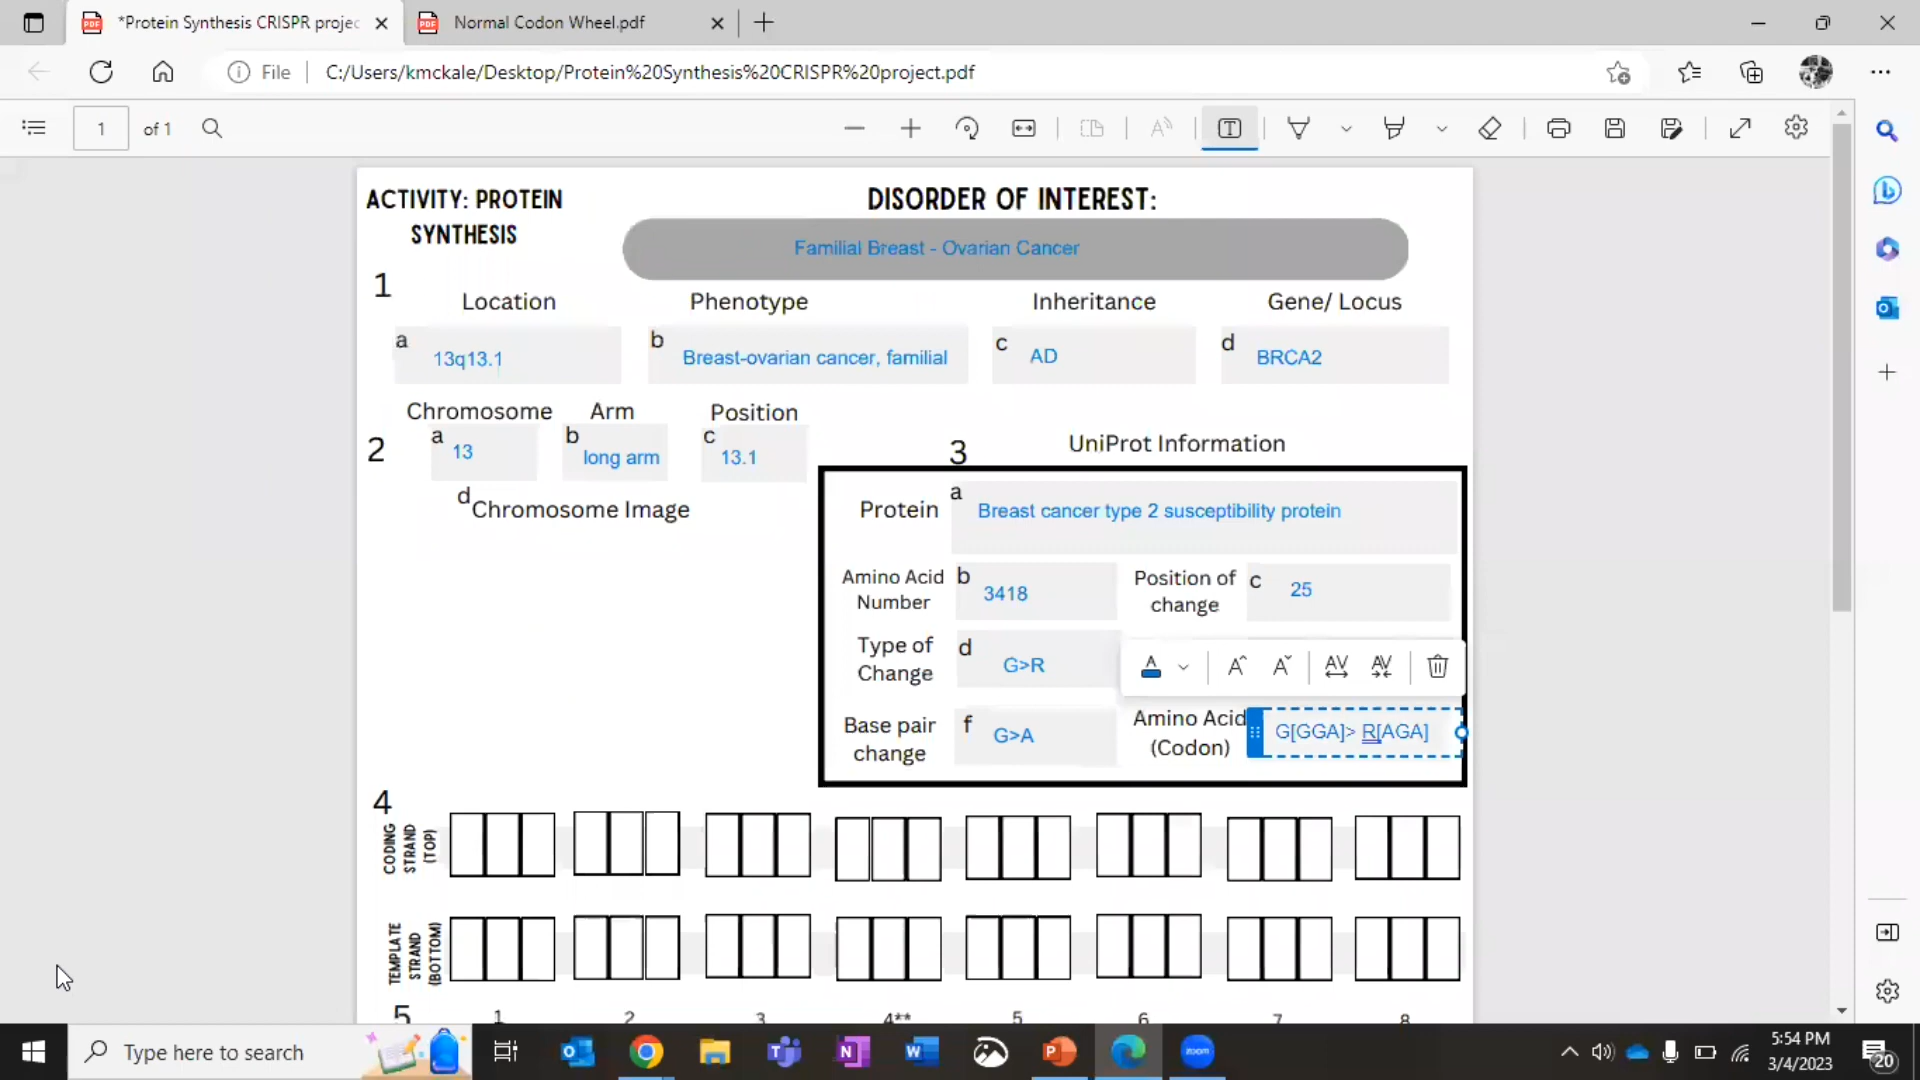 *Protein Synthesis CRISPR projec
Normal Codon Wheel.pdf
File
C:/Users/kmckale/Desktop/Protein%20Synthesis%20CRISPR%20project.pdf
1 of 1
ACTIVITY: PROTEIN
SYNTHESIS
DISORDER OF INTEREST:
Familial Breast - Ovarian Cancer
1
Location Phenotype Inheritance Gene/ Locus
a 13q13.1 b Breast-ovarian cancer, familial c AD d BRCA2
Chromosome Arm Position
2 a 13 b long arm c 13.1
d Chromosome Image
3 UniProt Information
Protein a Breast cancer type 2 susceptibility protein
Amino Acid
Number b 3418
Position of
change c 25
Type of
Change d G>R
Base pair
change f G>A
Amino Acid
(Codon) G[GGA]> R[AGA]
4
CODING
STRAND
(TOP)
TEMPLATE
STRAND
(BOTTOM)
5 1 2 3 4** 5 6 7 8
Type here to search
zoom
5:54 PM
3/4/2023
20